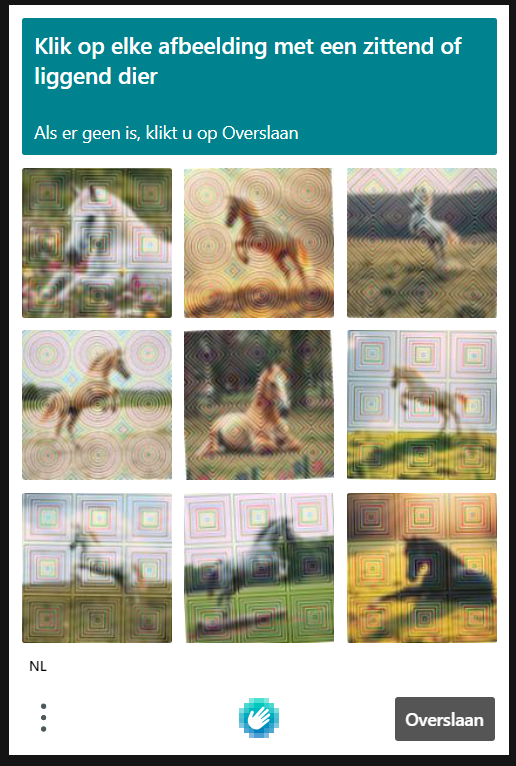 Klik op elke afbeelding met een zittend of
liggend dier
Als er geen is, klikt u op Overslaan
NL
Overslaan